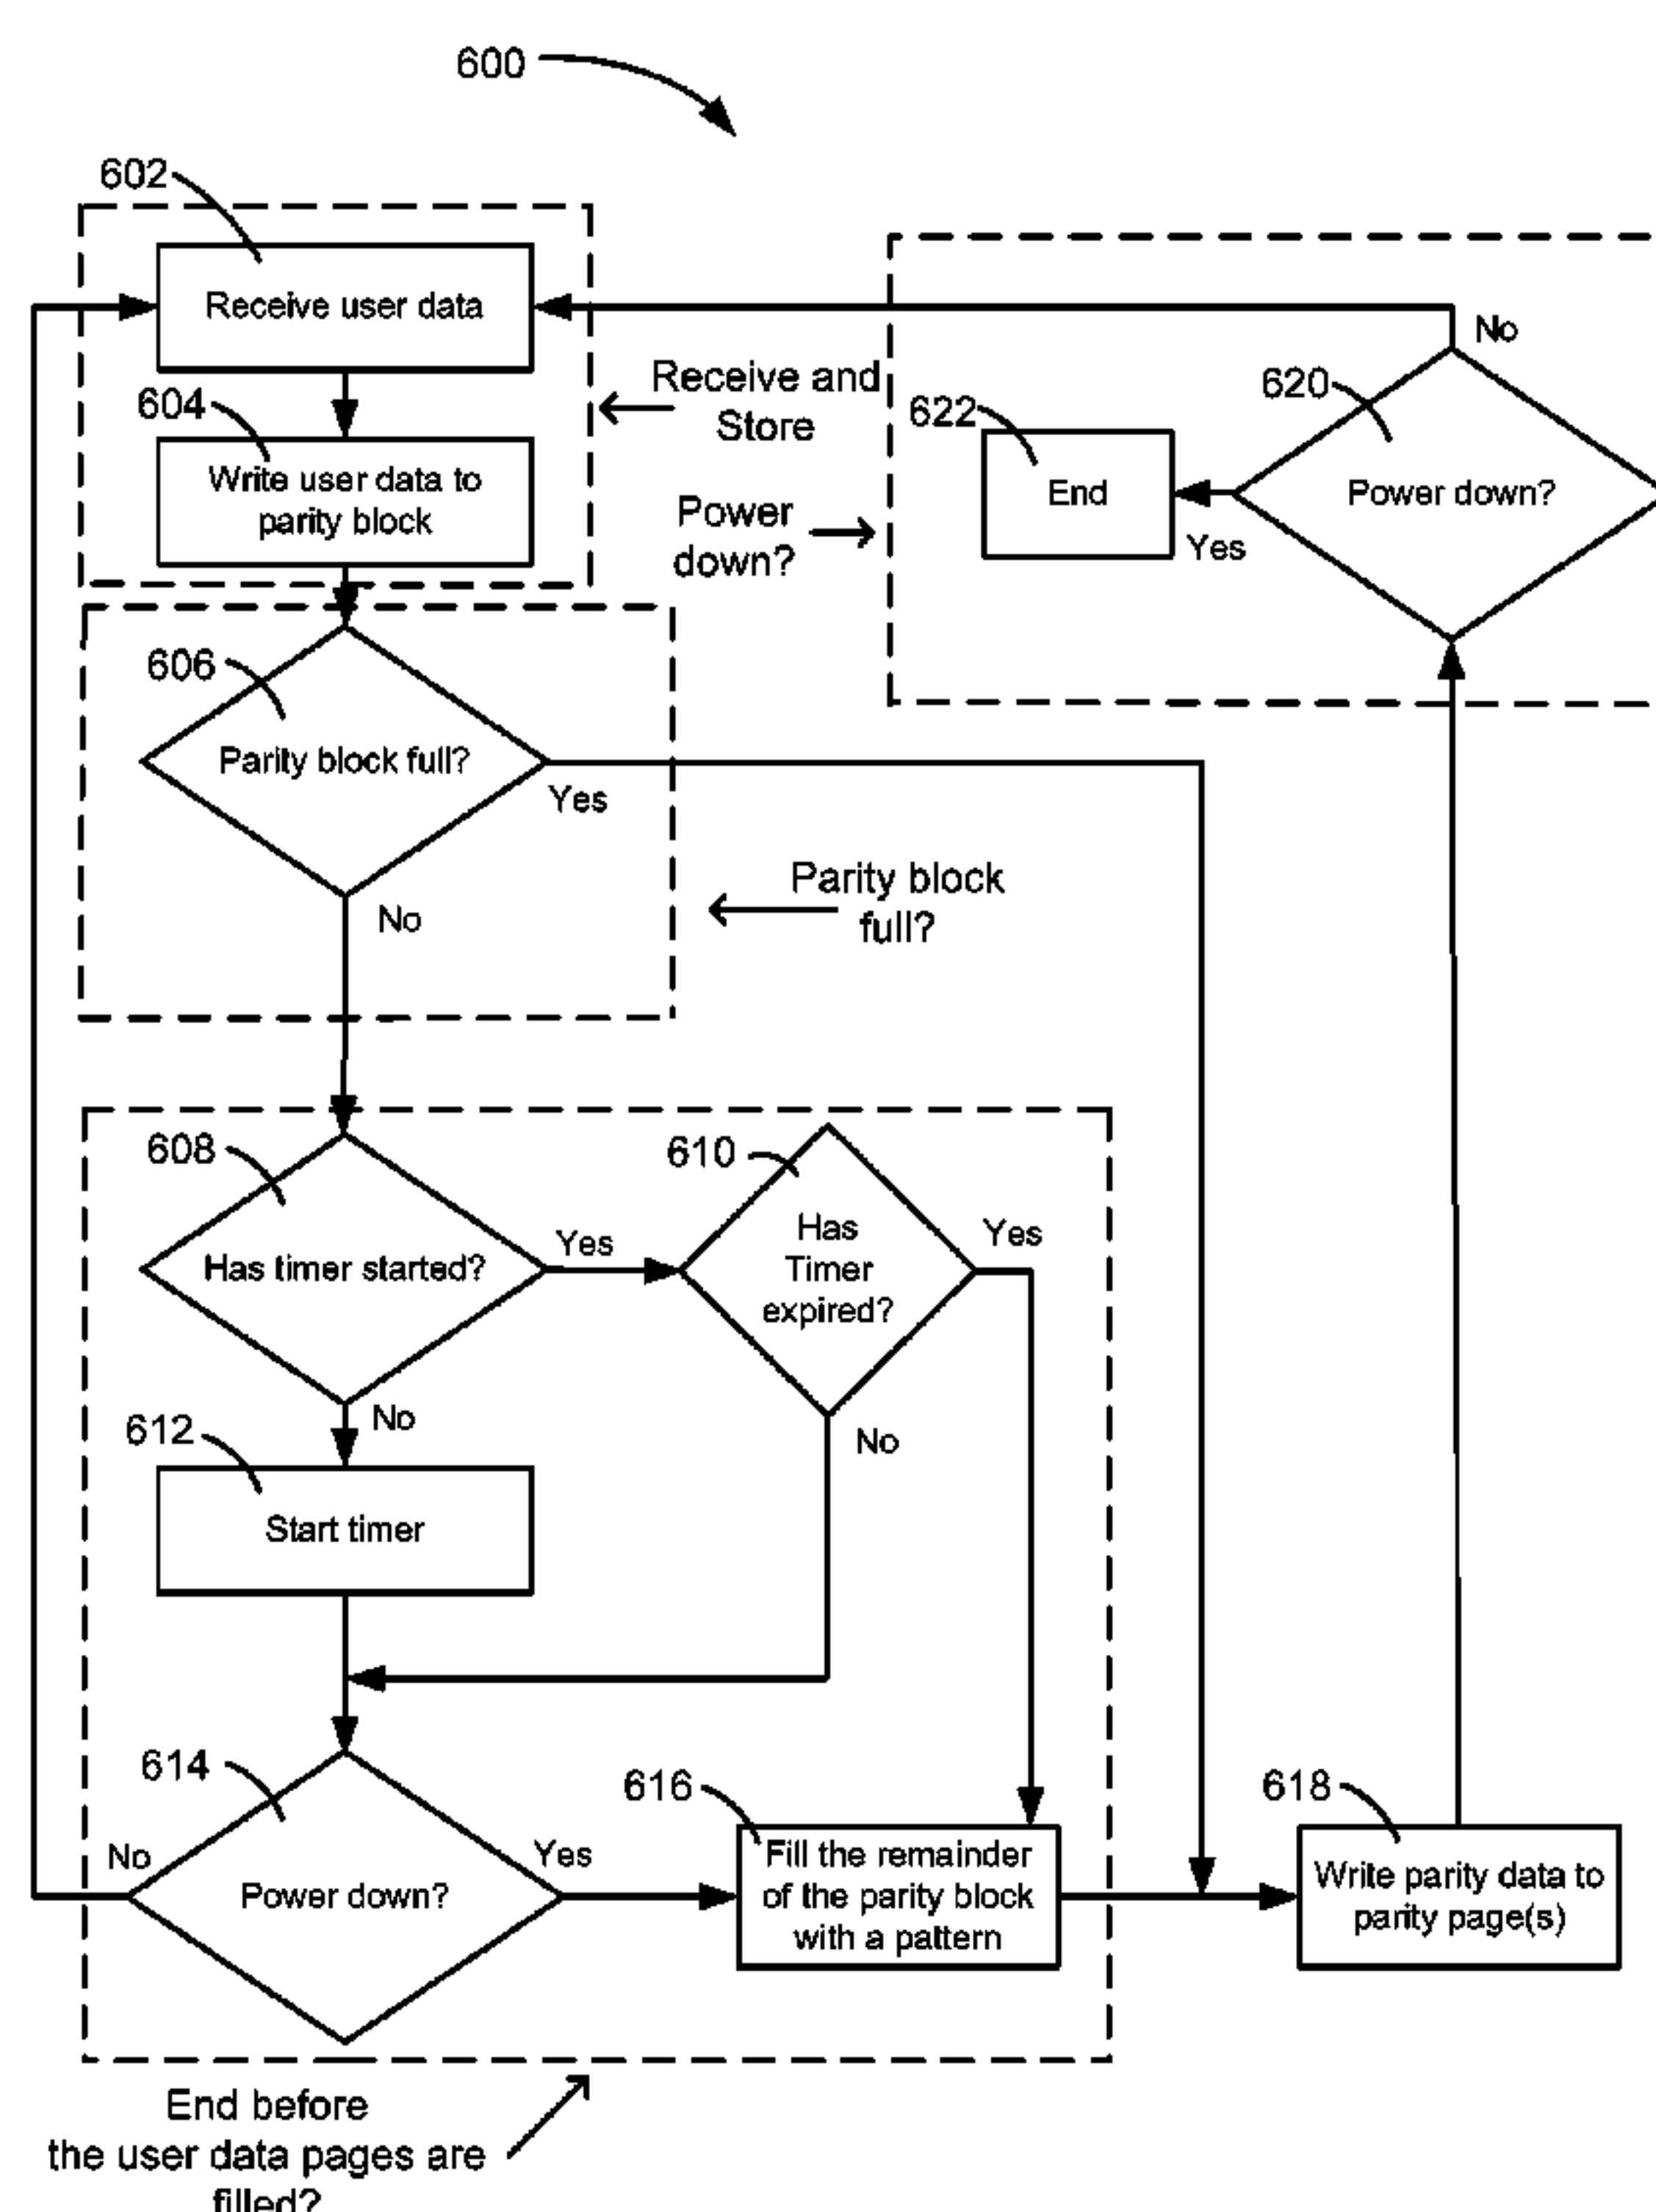 600
602
Receive user data
No
Receive and
Store
620
604
622
Write user data to
parity block
End
Power down?
Yes
Power
down?
606
Parity block full?
Yes
Parity block
full?
No
608
610
Has timer started?
Yes
Has
Timer
expired?
Yes
No
612
No
Start timer
614
616
618
No
Power down?
Yes
Fill the remainder
of the parity block
with a pattern
Write parity data to
parity page(s)
End before
the user data pages are
filled?